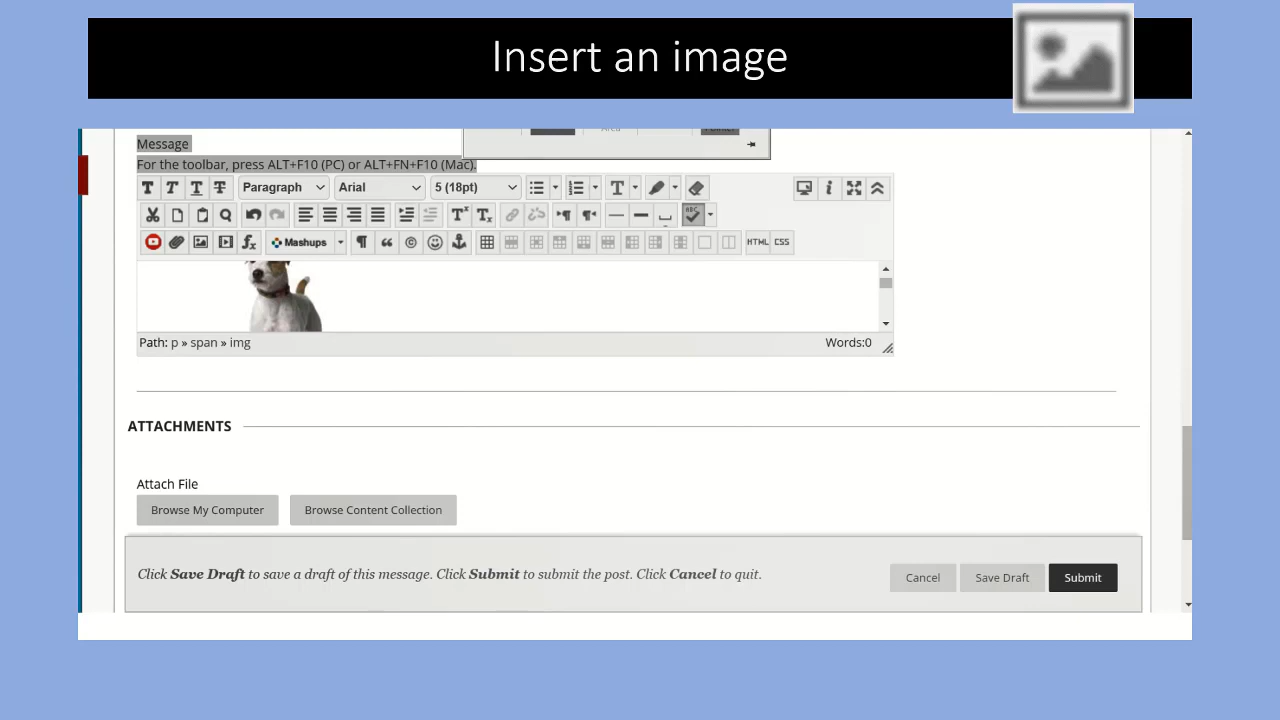 Insert an image
Area
Message
For the toolbar, press ALT+F10 (PC) or ALT+FN+F10 (Mac).
T T T T Paragraph Arial 5 (18pt) T
ABC
Mashups HTML CSS
Path: p » span » img Words:0
ATTACHMENTS
Attach File
Browse My Computer Browse Content Collection
Click Save Draft to save a draft of this message. Click Submit to submit the post. Click Cancel to quit. Cancel Save Draft Submit